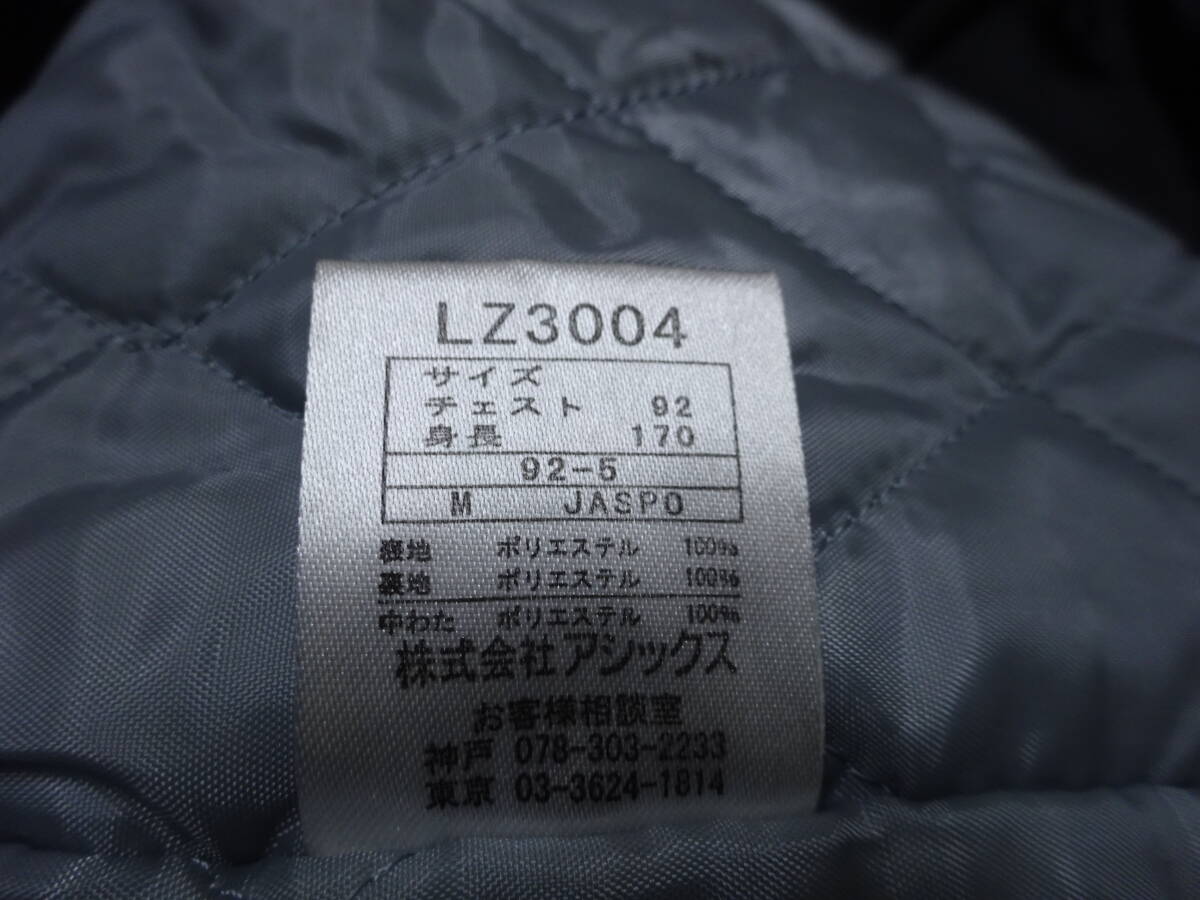 LZ3004
サイズ
チェスト 92
身長 170
92-5
M JASPO
表地 ポリエステル 100%
裏地 ポリエステル 100%
中わた ポリエステル 100%
株式会社アシックス
お客様相談室
神戸 078-303-2233
東京 03-3624-1814